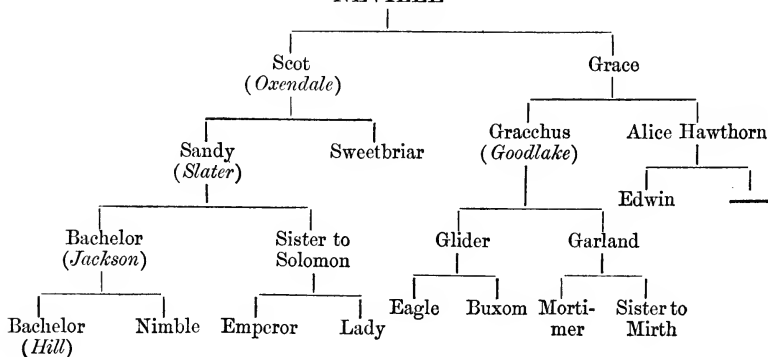 NEVILLE
Scot
(Oxendale)
Grace
Sandy
(Slater)
Sweetbriar
Gracchus
(Goodlake)
Alice Hawthorn
Edwin
Bachelor
(Jackson)
Sister to
Solomon
Glider
Garland
Bachelor
(Hill)
Nimble
Emperor
Lady
Eagle
Buxom
Morti-
mer
Sister to
Mirth